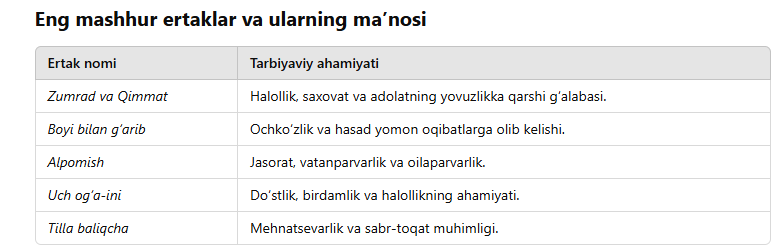 Eng mashhur ertaklar va ularning ma’nosi
Ertak nomi Tarbiyaviy ahamiyati
Zumrad va Qimmat Halollik, saxovat va adolatning yovuzlikka qarshi g‘alabasi.
Boyi bilan g‘arib Ochko‘zlik va hasad yomon oqibatlarga olib kelishi.
Alpomish Jasorat, vatanparvarlik va oilaparvarlik.
Uch og‘a-ini Do‘stlik, birdamlik va halollikning ahamiyati.
Tilla baliqcha Mehnatsevarlik va sabr-toqat muhimligi.